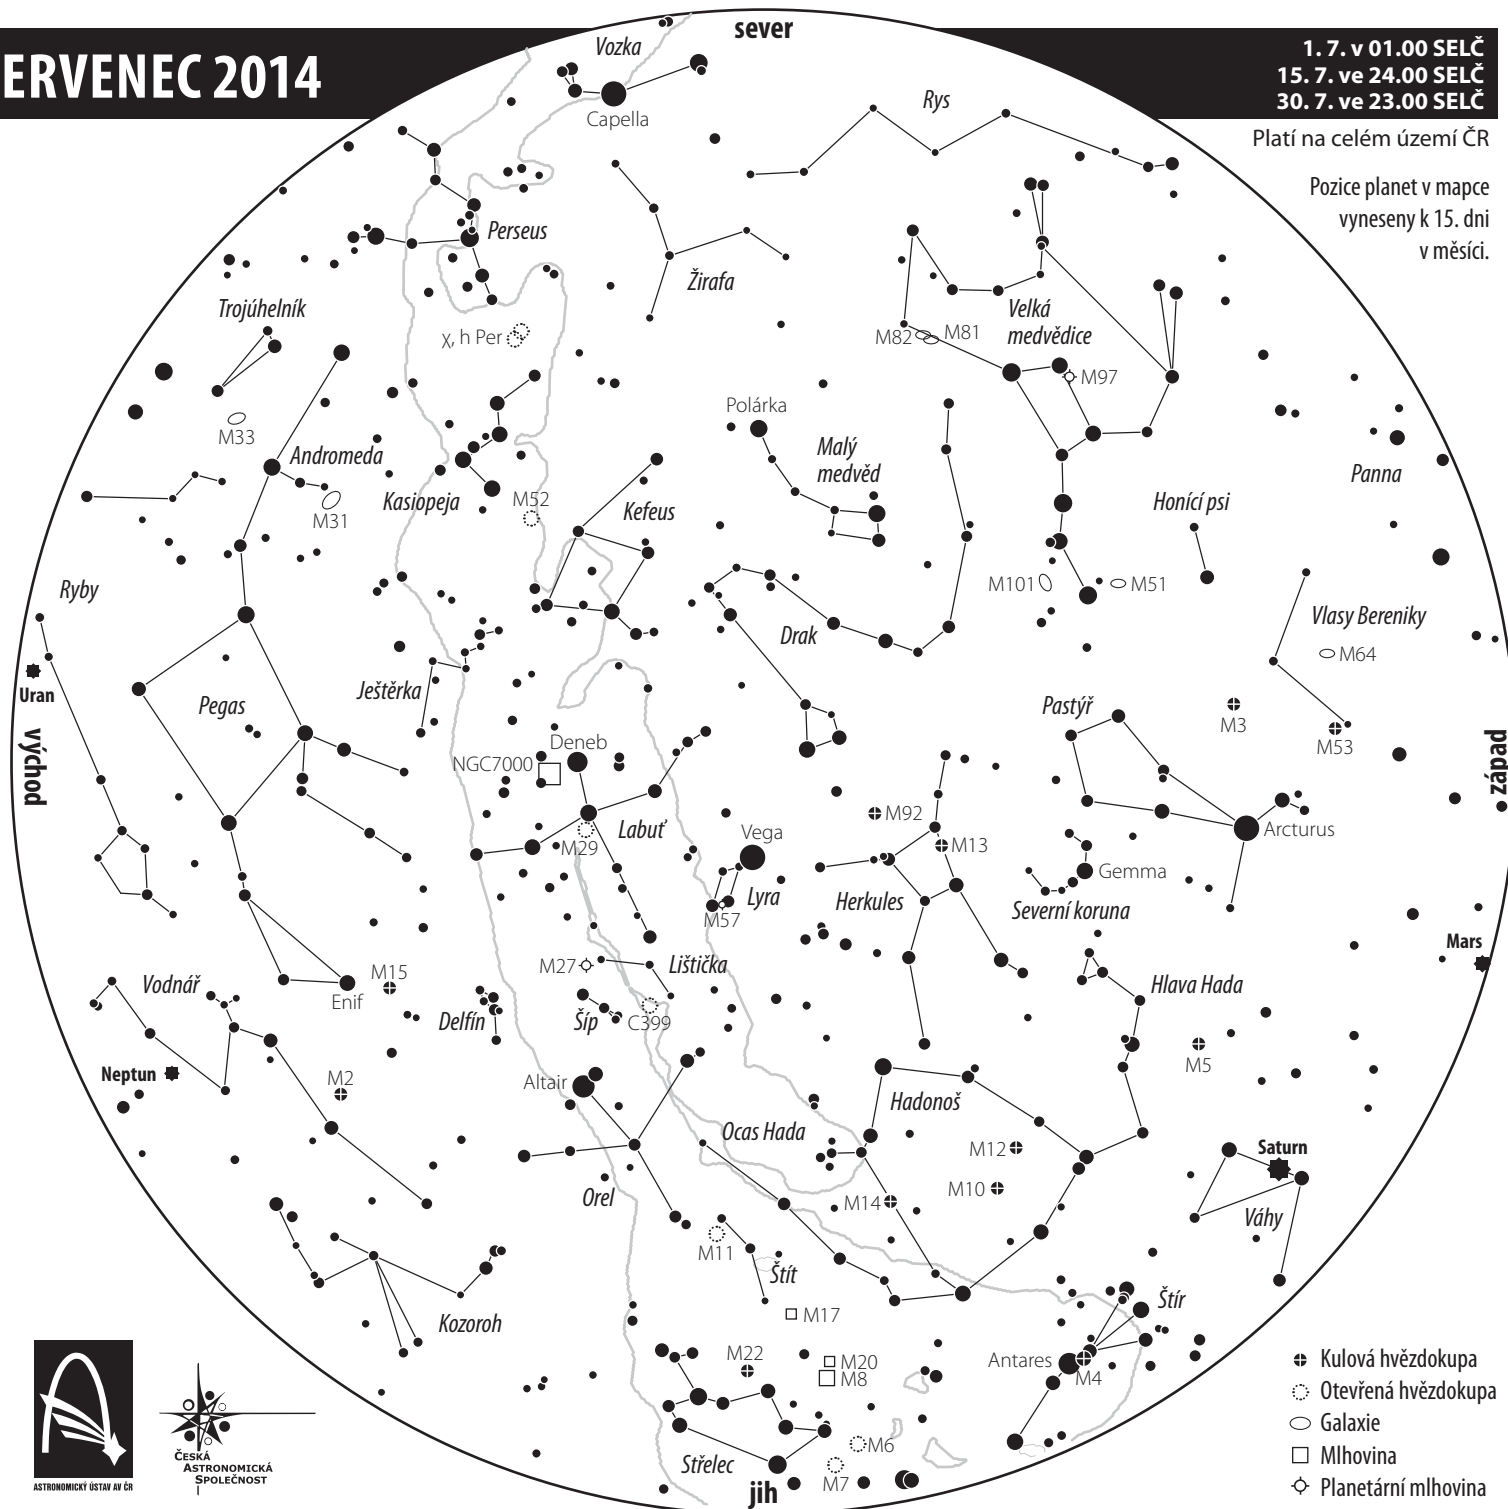 ERVENEC 2014
sever
1. 7. v 01.00 SELČ
15. 7. ve 24.00 SELČ
30. 7. ve 23.00 SELČ
Platí na celém území ČR
Pozice planet v mapce
vyneseny k 15. dni
v měsíci.
Vozka
Capella
Rys
Perseus
Žirafa
Trojúhelník
χ, h Per
Velká
medvědice
M82
M81
M97
M33
Andromeda
M31
Kasiopeja
M52
Kefeus
Polárka
Malý
medvěd
Honící psi
Panna
M101
M51
Ryby
Uran
východ
Pegas
Ještěrka
Drak
Vlasy Bereniky
M64
Pastýř
M3
M53
západ
Deneb
NGC7000
Labuť
M29
Vega
Lyra
M57
M92
M13
Herkules
Gemma
Severní koruna
Arcturus
Mars
Vodnář
Enif
M15
M27
Lištička
Delfín
Šíp
C399
Hlava Hada
M5
Neptun
M2
Altair
Hadonoš
Ocas Hada
M12
M10
M14
Saturn
Váhy
Orel
M11
Štít
M17
Kozoroh
Štír
M22
M20
M8
Antares
M4
Střelec
M6
M7
jih
Kulová hvězdokupa
Otevřená hvězdokupa
Galaxie
Mlhovina
Planetární mlhovina
ASTRONOMICKÝ ÚSTAV AV ČR
ČESKÁ
ASTRONOMICKÁ
SPOLEČNOST